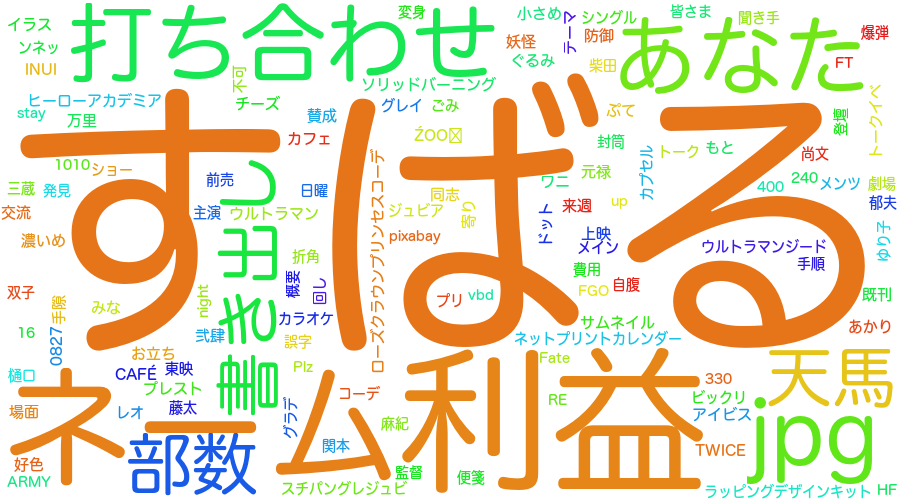 イラス
ンネッ
INUI
打ち合わせ
変身
小さめ
妖怪
ぐるみ
テーマ
シングル
防御
柴田
皆さま
あなた
聞き手
爆弾
FT
トークイベ
ヒーローアカデミア
stay
万里
不可
チーズ
賛成
カフェ
ソリッドバーニング
グレイ
ごみ
ŹOO
ぷて
封筒
トーク
もと
登壇
すばる
1010
ショー
三蔵
発見
交流
濃いめ
前売
主演
ウルトラマン
日曜
書き出し
ローズクラウンプリンセスコーデ
同志
ジュピア
寄り
pixabay
ワニ
元禄
ドット
来週
up
上映
メイン
カプセル
尚文
240
400
メンツ
劇場
郁夫
ゆり子
ウルトラマンジード
手順
双子
みな
手際
0827
16
night
弐肆
折角
概要
回し
カラオケ
誤字
Plz
プリ
vbd
費用
FGO
自腹
サムネイル
ネットプリントカレンダー
Fate
既刊
あかり
お立ち
樋口
CAFÉ
東映
プレスト
藤太
レオ
場面
好色
ARMY
ネーム利益
部数
グラデ
コーデ
関本
麻紀
監督
スチパングレジュビ
便箋
RE
330
ビックリ
アイビス
TWICE
天馬
jpg
ラッピングデザインキット
HF